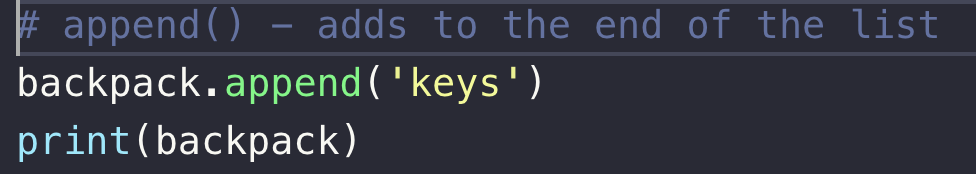 # append() – adds to the end of the list
backpack.append('keys')
print(backpack)